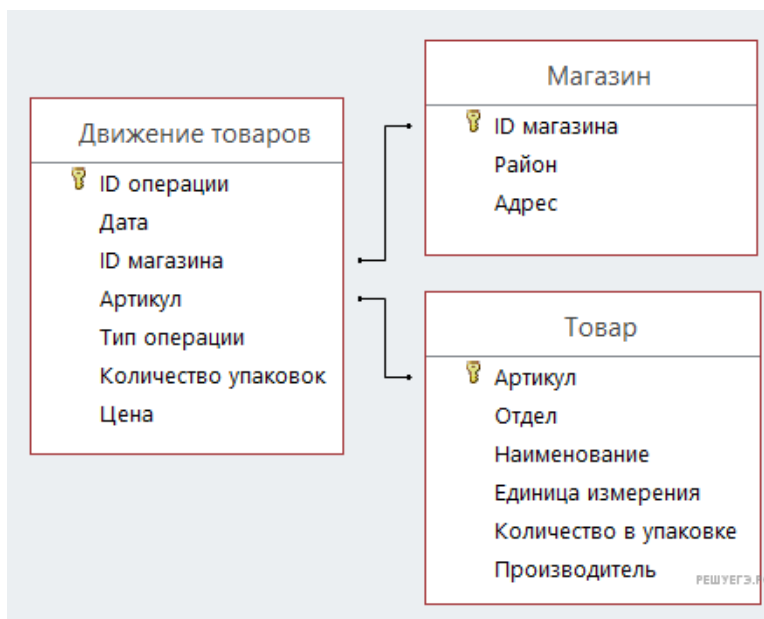 Движение товаров
ID операции
Дата
ID магазина
Артикул
Тип операции
Количество упаковок
Цена
Магазин
ID магазина
Район
Адрес
Товар
Артикул
Отдел
Наименование
Единица измерения
Количество в упаковке
Производитель